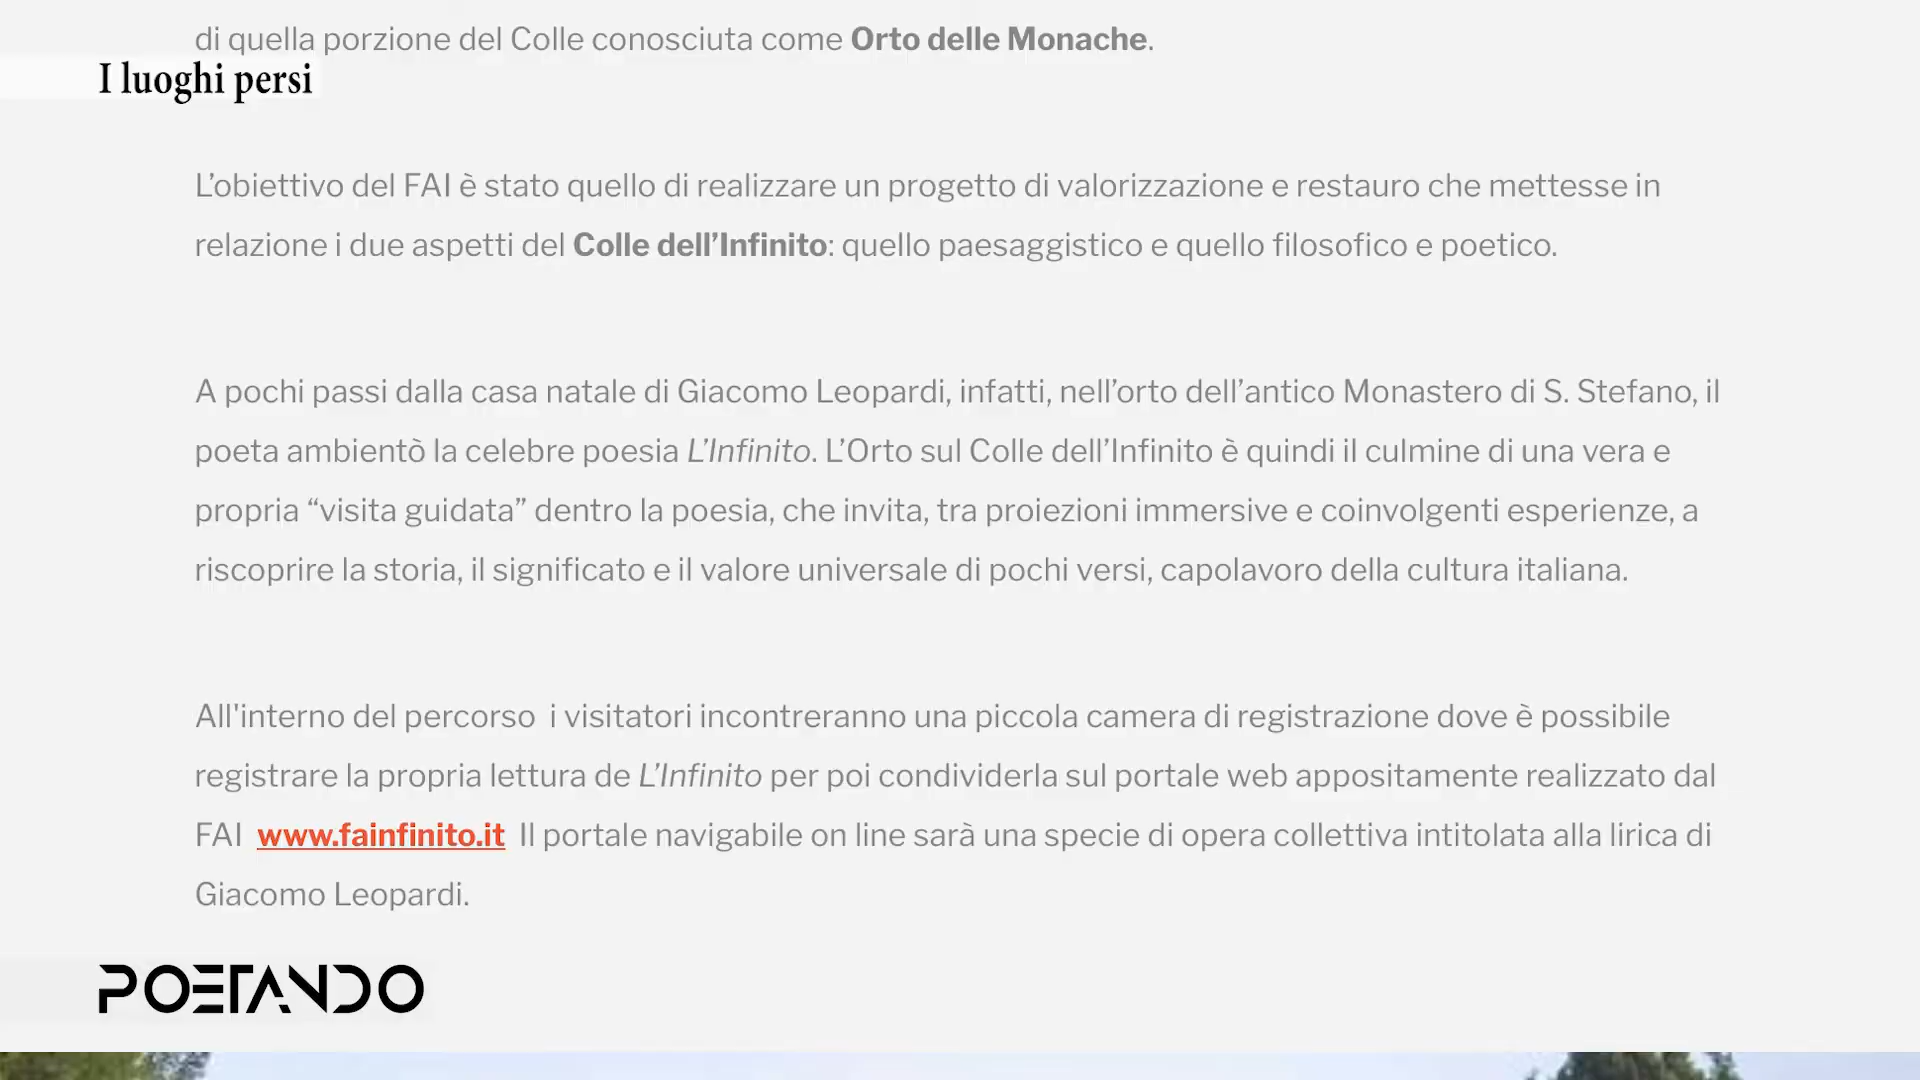 di quella porzione del Colle conosciuta come Orto delle Monache.
I luoghi persi
L’obiettivo del FAI è stato quello di realizzare un progetto di valorizzazione e restauro che mettesse in
relazione i due aspetti del Colle dell’Infinito: quello paesaggistico e quello filosofico e poetico.
A pochi passi dalla casa natale di Giacomo Leopardi, infatti, nell’orto dell’antico Monastero di S. Stefano, il
poeta ambientò la celebre poesia L’Infinito. L’Orto sul Colle dell’Infinito è quindi il culmine di una vera e
propria “visita guidata” dentro la poesia, che invita, tra proiezioni immersive e coinvolgenti esperienze, a
riscoprire la storia, il significato e il valore universale di pochi versi, capolavoro della cultura italiana.
All'interno del percorso  i visitatori incontreranno una piccola camera di registrazione dove è possibile
registrare la propria lettura de L’Infinito per poi condividerla sul portale web appositamente realizzato dal
FAI  www.fainfinito.it  Il portale navigabile on line sarà una specie di opera collettiva intitolata alla lirica di
Giacomo Leopardi.
POETANDO